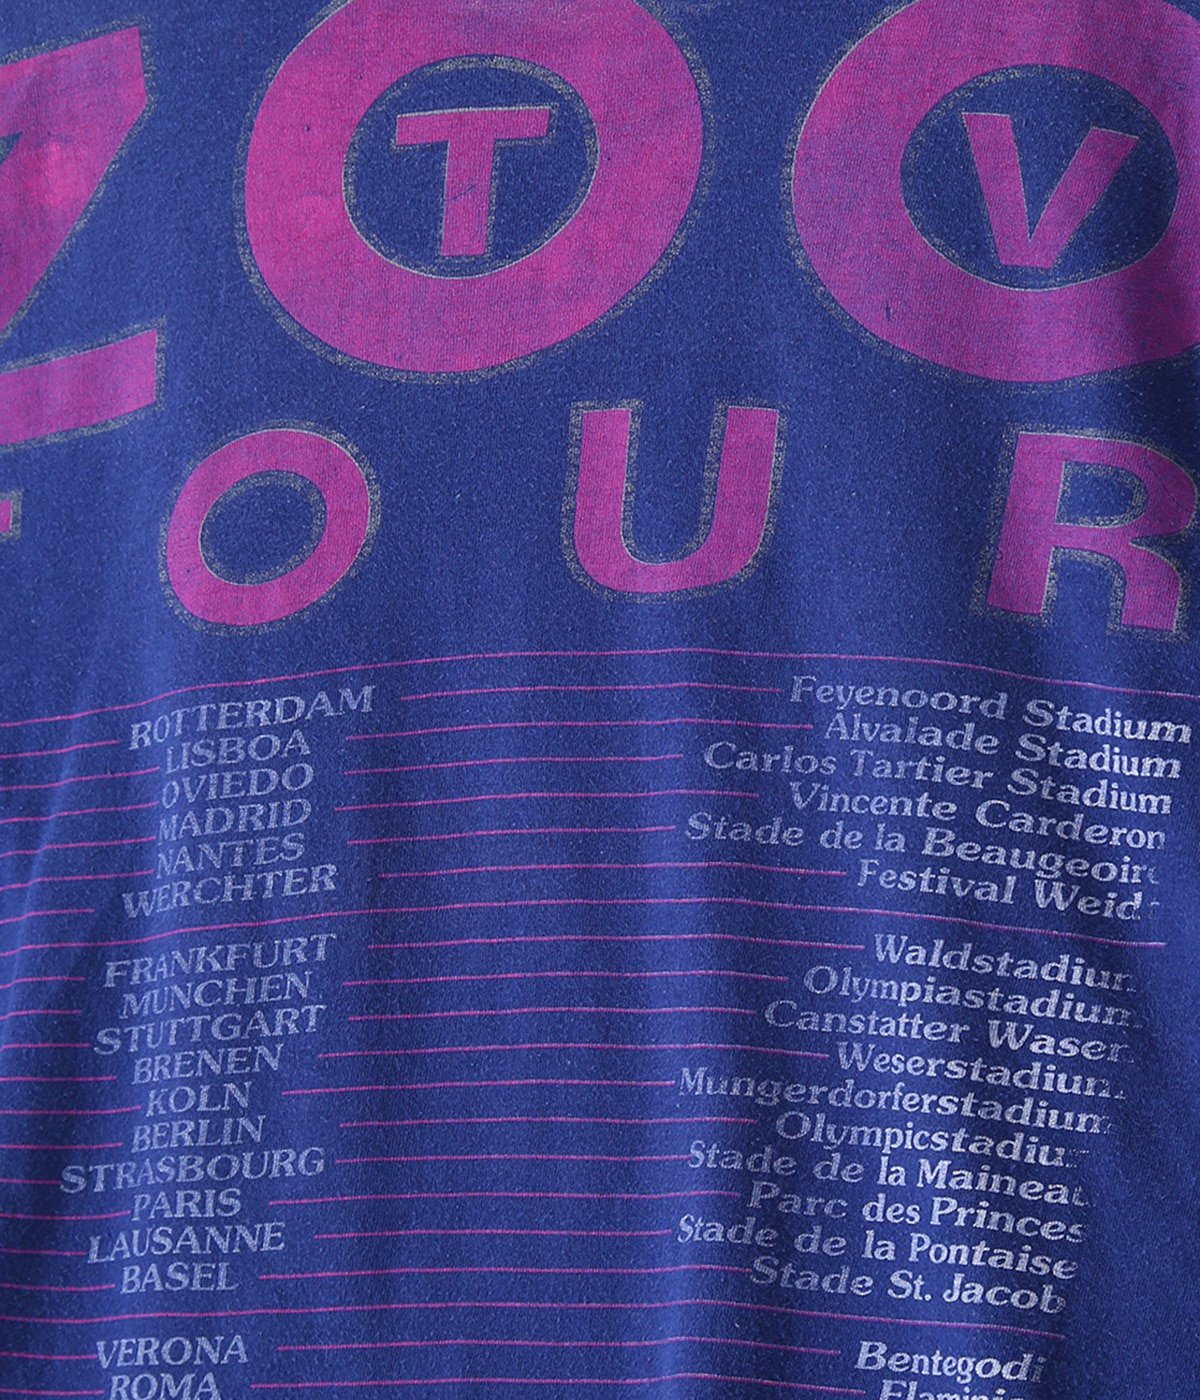 ZOO
TV
TOUR
ROTTERDAM Feyenoord Stadium
LISBOA Alvalade Stadium
OVIEDO Carlos Tartier Stadium
MADRID Vincente Carderon
NANTES Stade de la Beaugeoire
WERCHTER Festival Weide
FRANKFURT Waldstadium
MUNCHEN Olympiastadium
STUTTGART Canstatter Wasen
BRENEN Weserstadium
KOLN Mungerdorferstadium
BERLIN Olympicstadium
STRASBOURG Stade de la Maineau
PARIS Parc des Princes
LAUSANNE Stade de la Pontaise
BASEL Stade St. Jacob
VERONA Bentegodi
ROMA